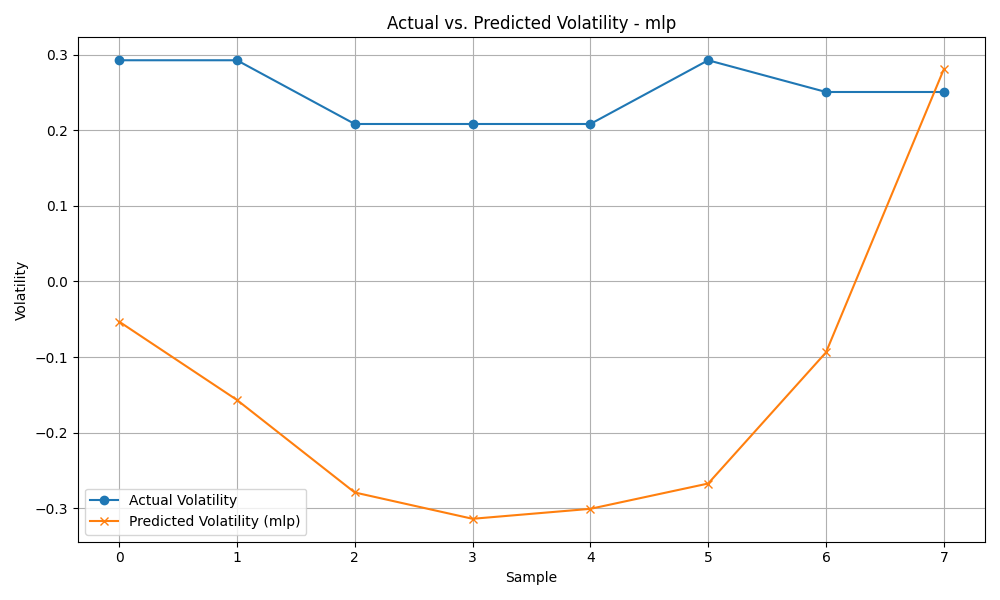 Actual vs. Predicted Volatility - mlp
Volatility
0.3
0.2
0.1
0.0
−0.1
−0.2
−0.3
Actual Volatility
Predicted Volatility (mlp)
0 1 2 3 4 5 6 7
Sample